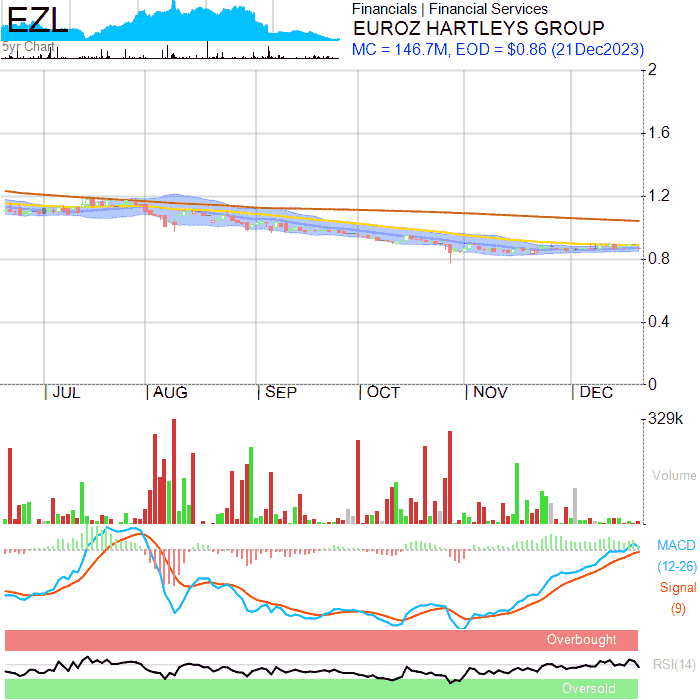 EZL
5yr Chart
Financials | Financial Services
EUROZ HARTLEYS GROUP
MC = 146.7M, EOD = $0.86 (21Dec2023)
2
1.6
1.2
0.8
0.4
0
JUL AUG SEP OCT NOV DEC
329k
Volume
MACD
(12-26)
Signal
(9)
Overbought
RSI(14)
Oversold